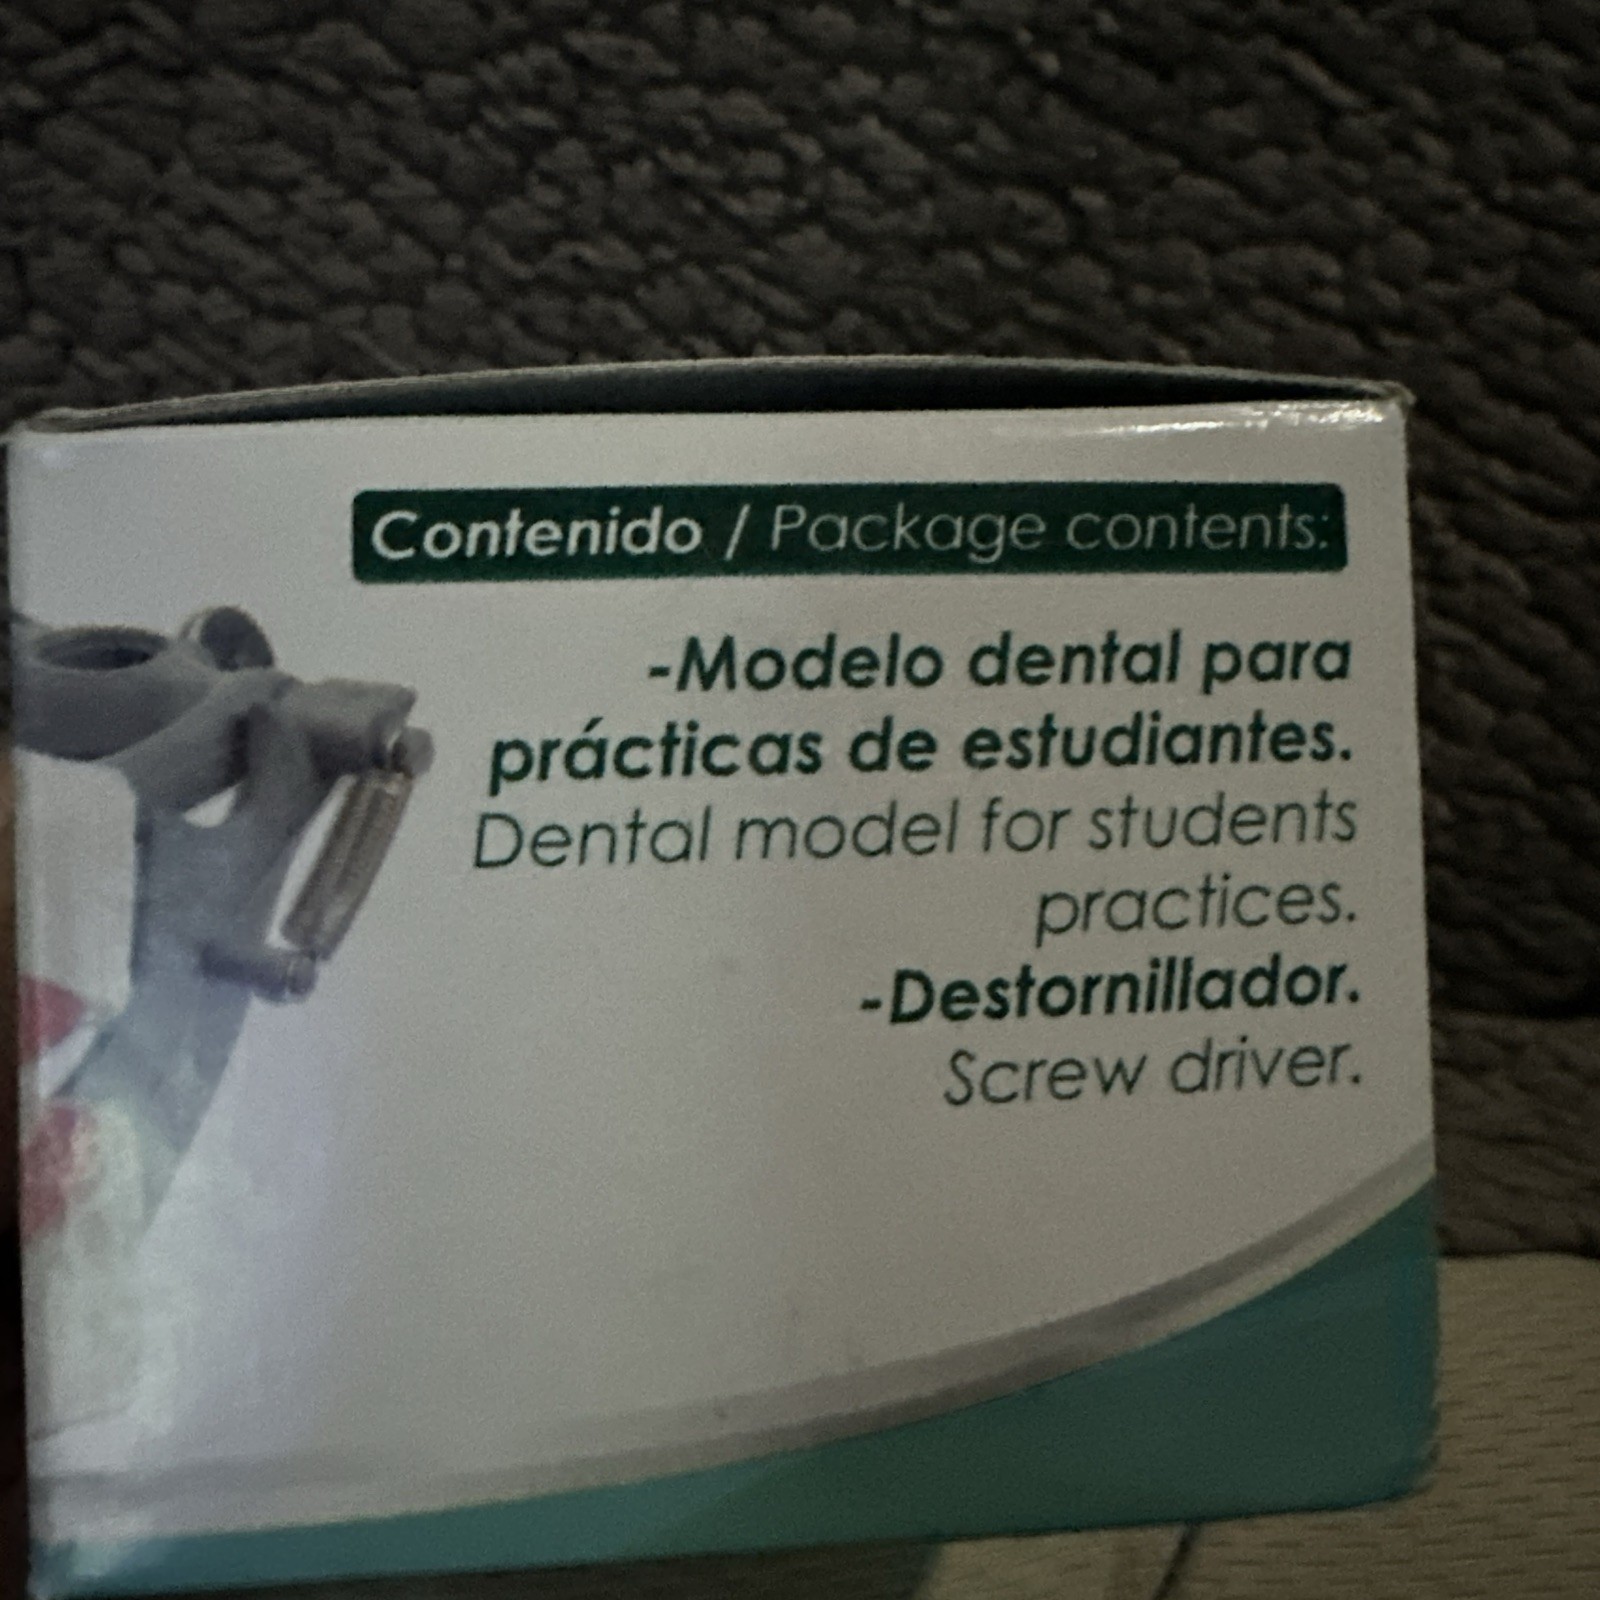 Contenido / Package contents:
-Modelo dental para
prácticas de estudiantes.
Dental model for students
practices.
-Destornillador.
Screw driver.